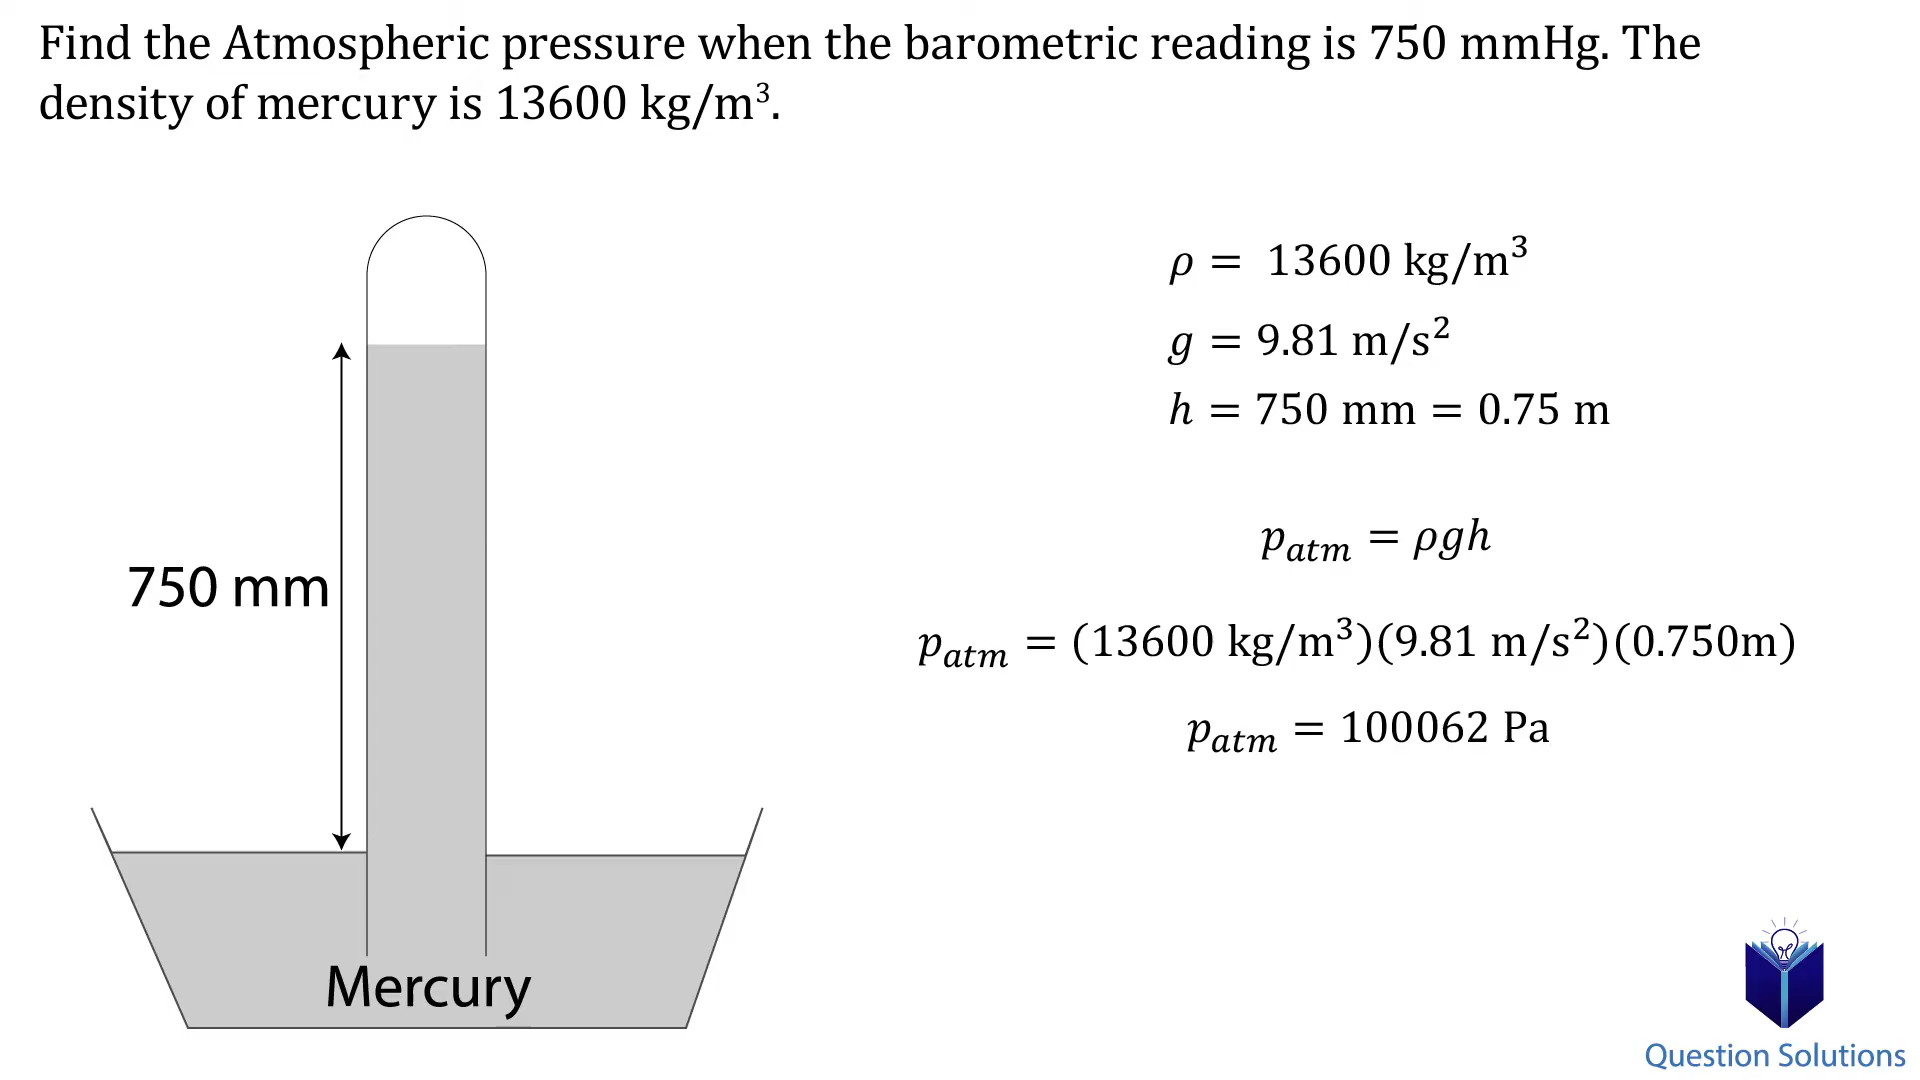 Find the Atmospheric pressure when the barometric reading is 750 mmHg. The
density of mercury is 13600 kg/m³.
ρ = 13600 kg/m³
g = 9.81 m/s²
h = 750 mm = 0.75 m
p_atm = ρgh
750 mm
p_atm = (13600 kg/m³)(9.81 m/s²)(0.750m)
p_atm = 100062 Pa
Mercury
Question Solutions